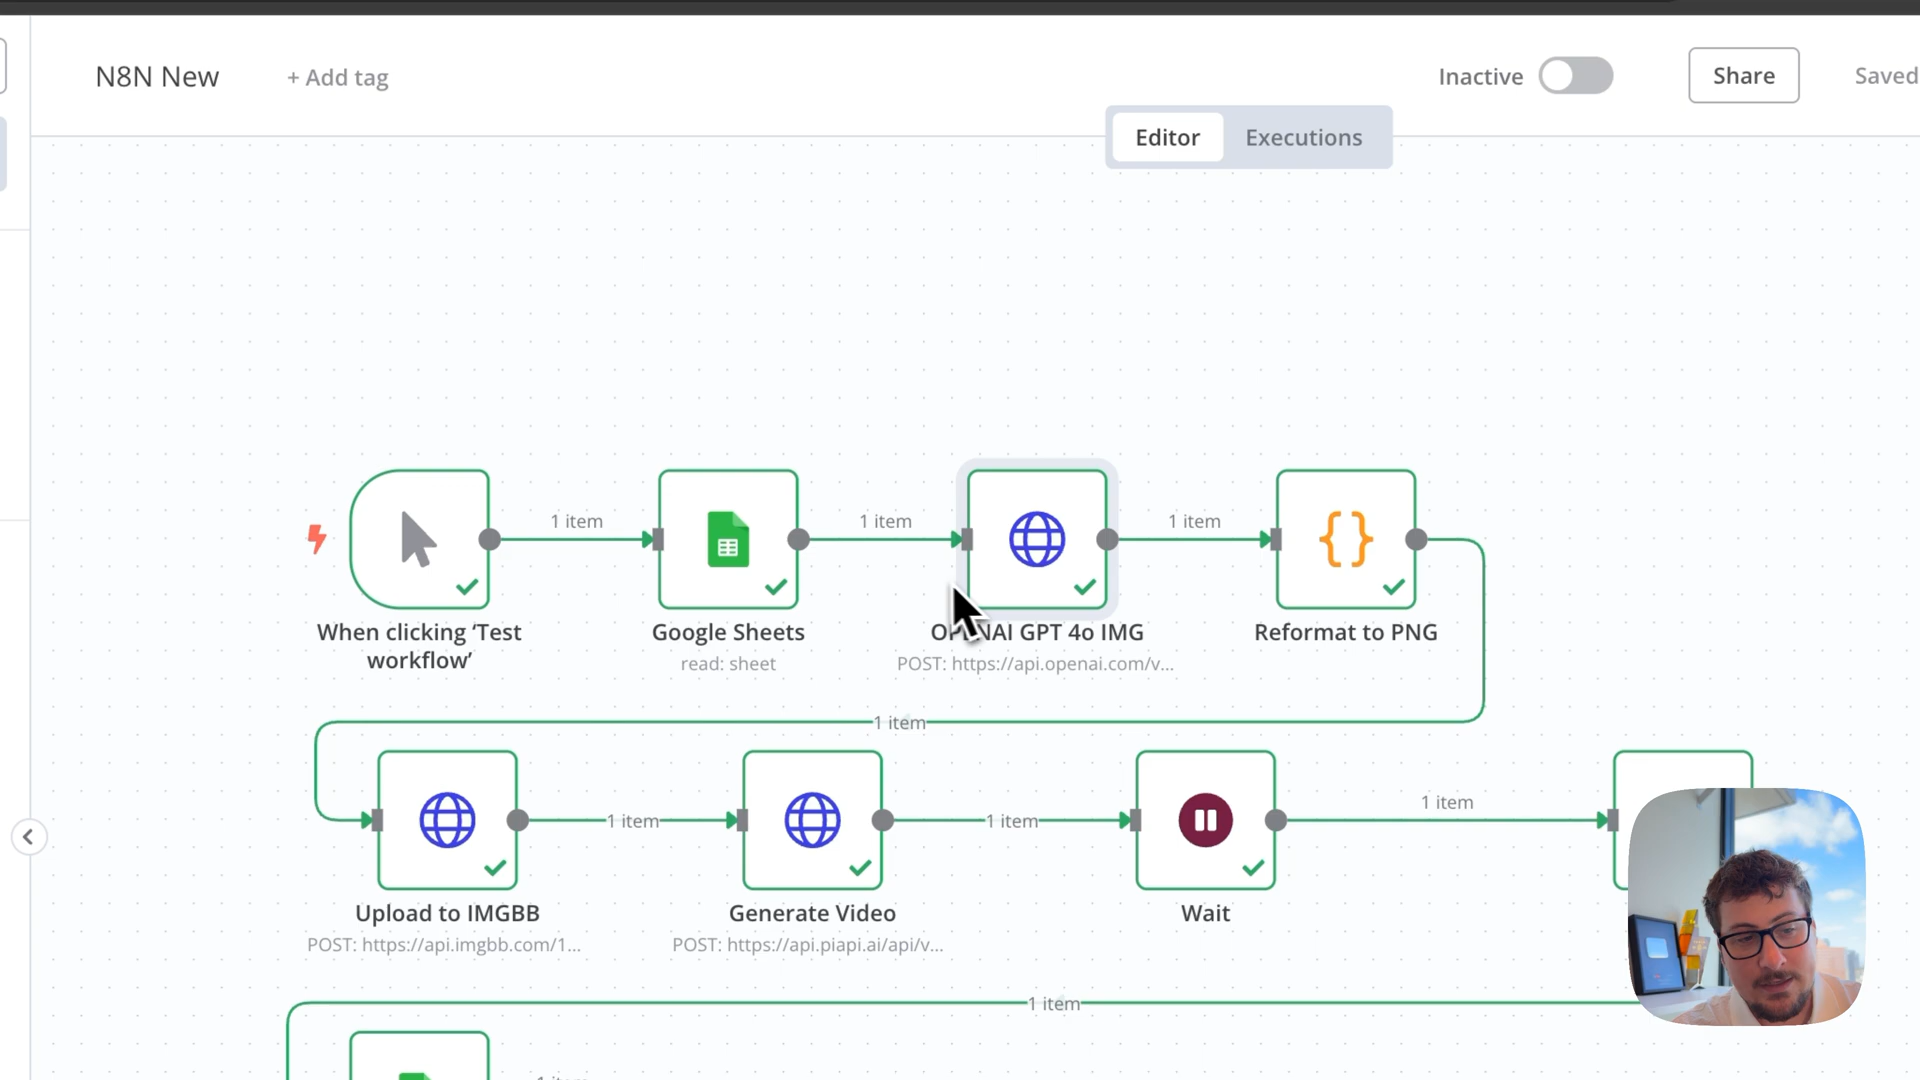 N8N New
+ Add tag
Inactive
Share
Saved
Editor
Executions
1 item
1 item
1 item
When clicking ‘Test
workflow’
Google Sheets
read: sheet
GPT 4o IMG
POST: https://api.openai.com/v...
Reformat to PNG
1 item
1 item
1 item
1 item
Upload to IMGBB
POST: https://api.imgbb.com/1...
Generate Video
POST: https://api.piapi.ai/api/v...
Wait
1 item